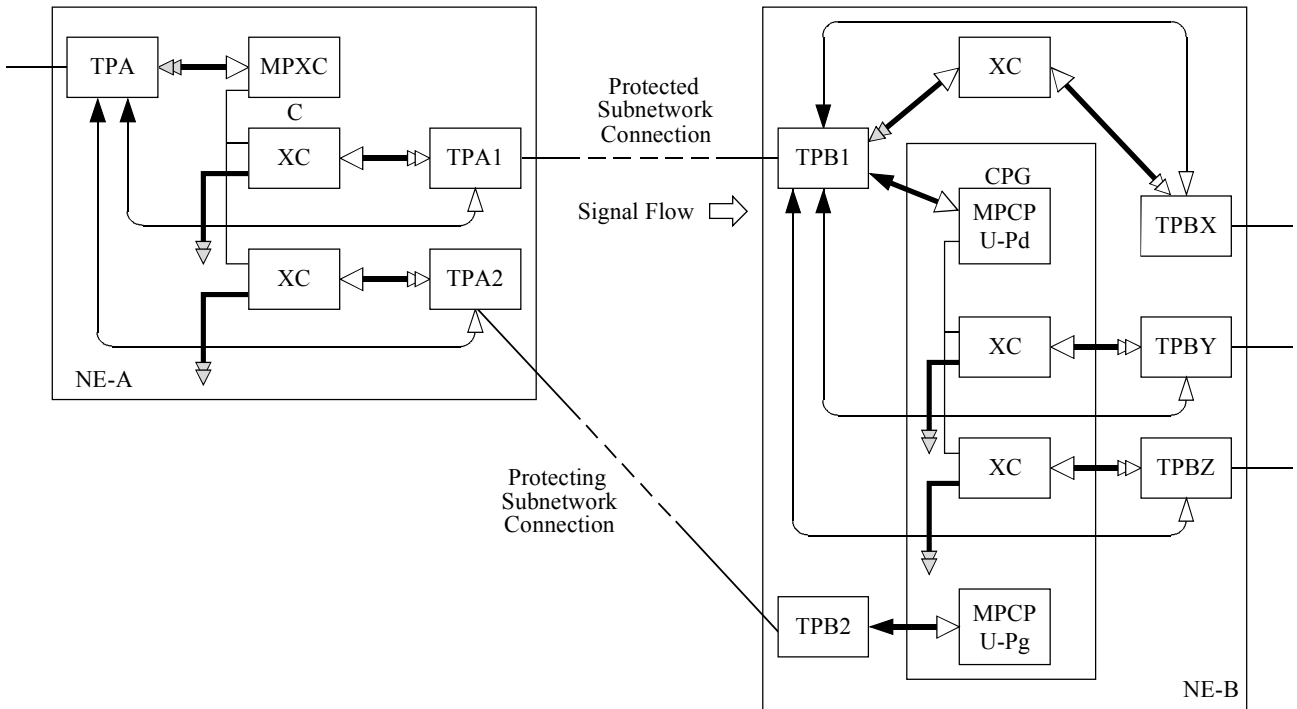 TPA
MPXC
C
XC
TPA1
XC
TPA2
NE-A
Protected
Subnetwork
Connection
Signal Flow
Protecting
Subnetwork
Connection
XC
TPB1
CPG
MPCP
U-Pd
TPBX
XC
TPBY
XC
TPBZ
TPB2
MPCP
U-Pg
NE-B